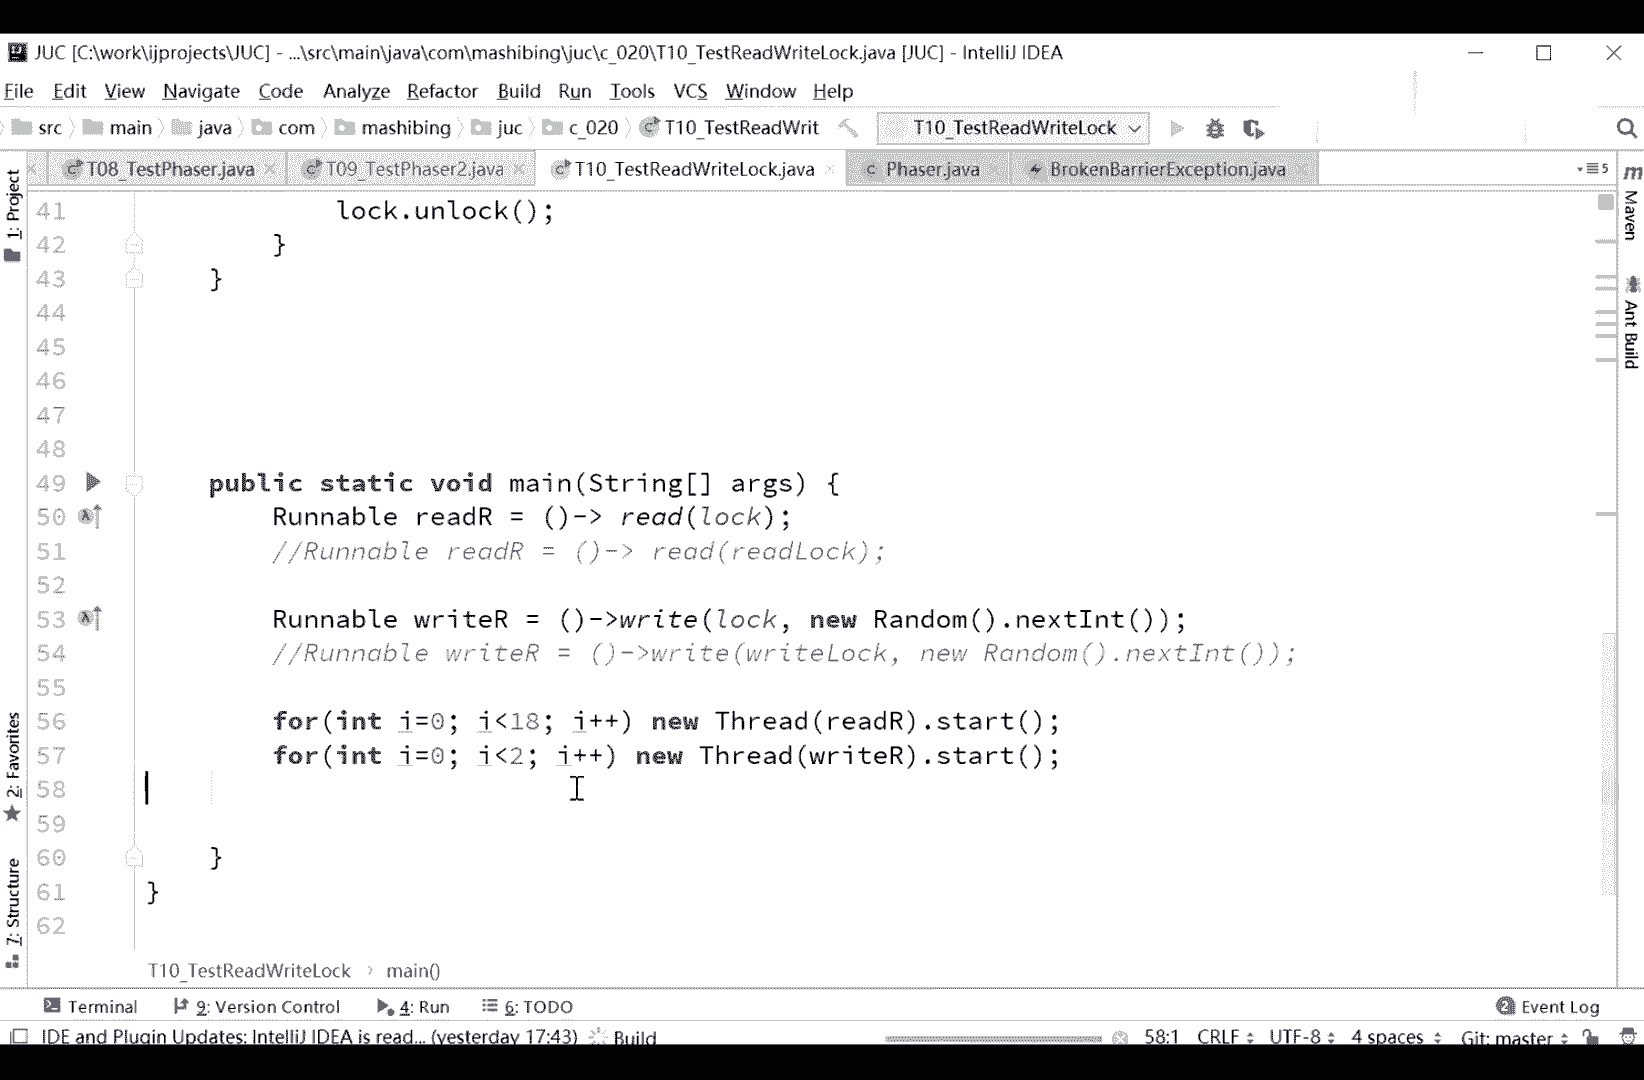 JUC [C:\work\ijprojects\JUC] - ...\src\main\java\com\mashibing\juc\c_020\T10_TestReadWriteLock.java [JUC] - IntelliJ IDEA
File Edit View Navigate Code Analyze Refactor Build Run Tools VCS Window Help
src main java com mashibing juc c_020 T10_TestReadWrit T10_TestReadWriteLock
T08_TestPhaser.java T09_TestPhaser2.java T10_TestReadWriteLock.java Phaser.java BrokenBarrierException.java 5
1: Project
2: Favorites
7: Structure
41 lock.unlock();
42 }
43 }
44
45
46
47
48
49 public static void main(String[] args) {
50 Runnable readR = ()-> read(lock);
51 //Runnable readR = ()-> read(readLock);
52
53 Runnable writeR = ()->write(lock, new Random().nextInt());
54 //Runnable writeR = ()->write(writeLock, new Random().nextInt());
55
56 for(int i=0; i<18; i++) new Thread(readR).start();
57 for(int i=0; i<2; i++) new Thread(writeR).start();
58
59
60 }
61 }
62
m Maven
Ant Build
T10_TestReadWriteLock › main()
Terminal 9: Version Control 4: Run 6: TODO 2 Event Log
IDE and Plugin Updates: IntelliJ IDEA is read... (yesterday 17:43) Build 58:1 CRLF UTF-8 4 spaces Git: master